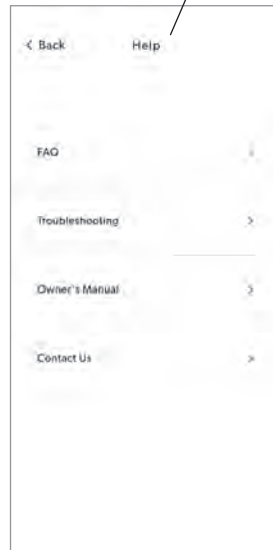 < Back Help
FAQ
Troubleshooting >
Owner's Manual >
Contact Us >